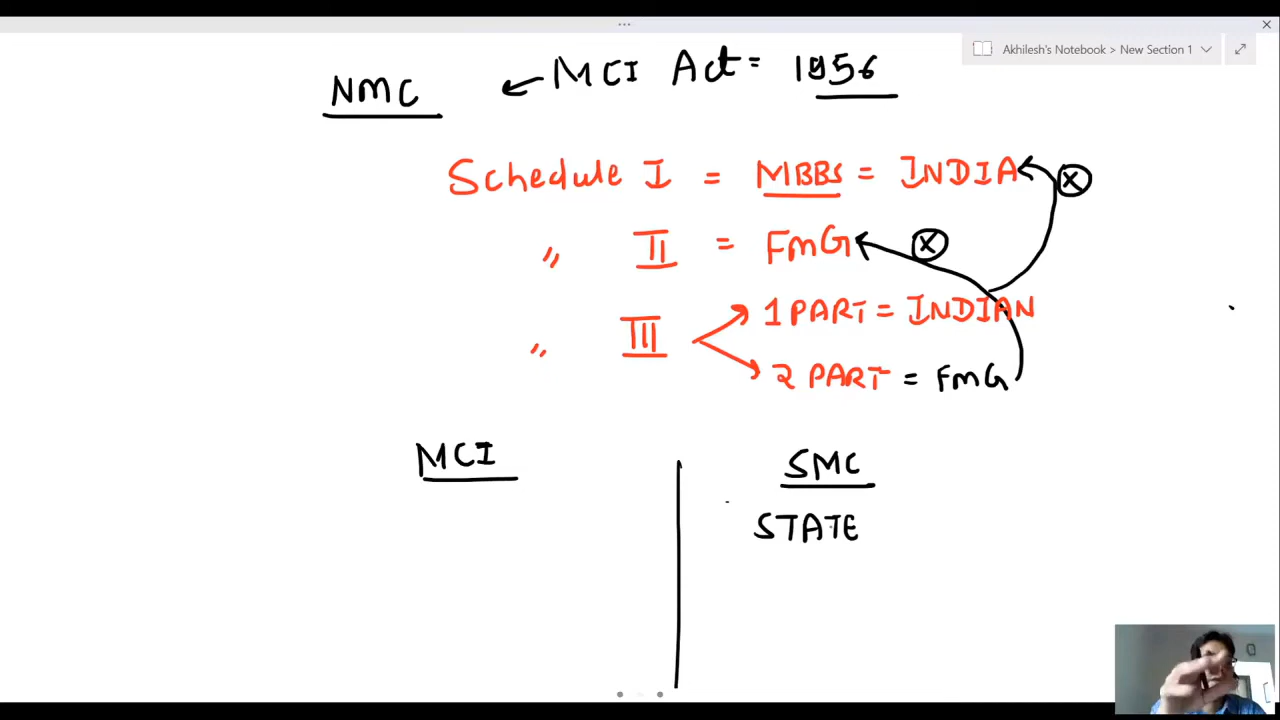 Akhilesh's Notebook > New Section 1
NMC ← MCI Act = 1956
Schedule I = MBBS = INDIA X
,, II = FMG X
,, III 1 PART = INDIAN
2 PART = FMG
MCI SMC
STATE